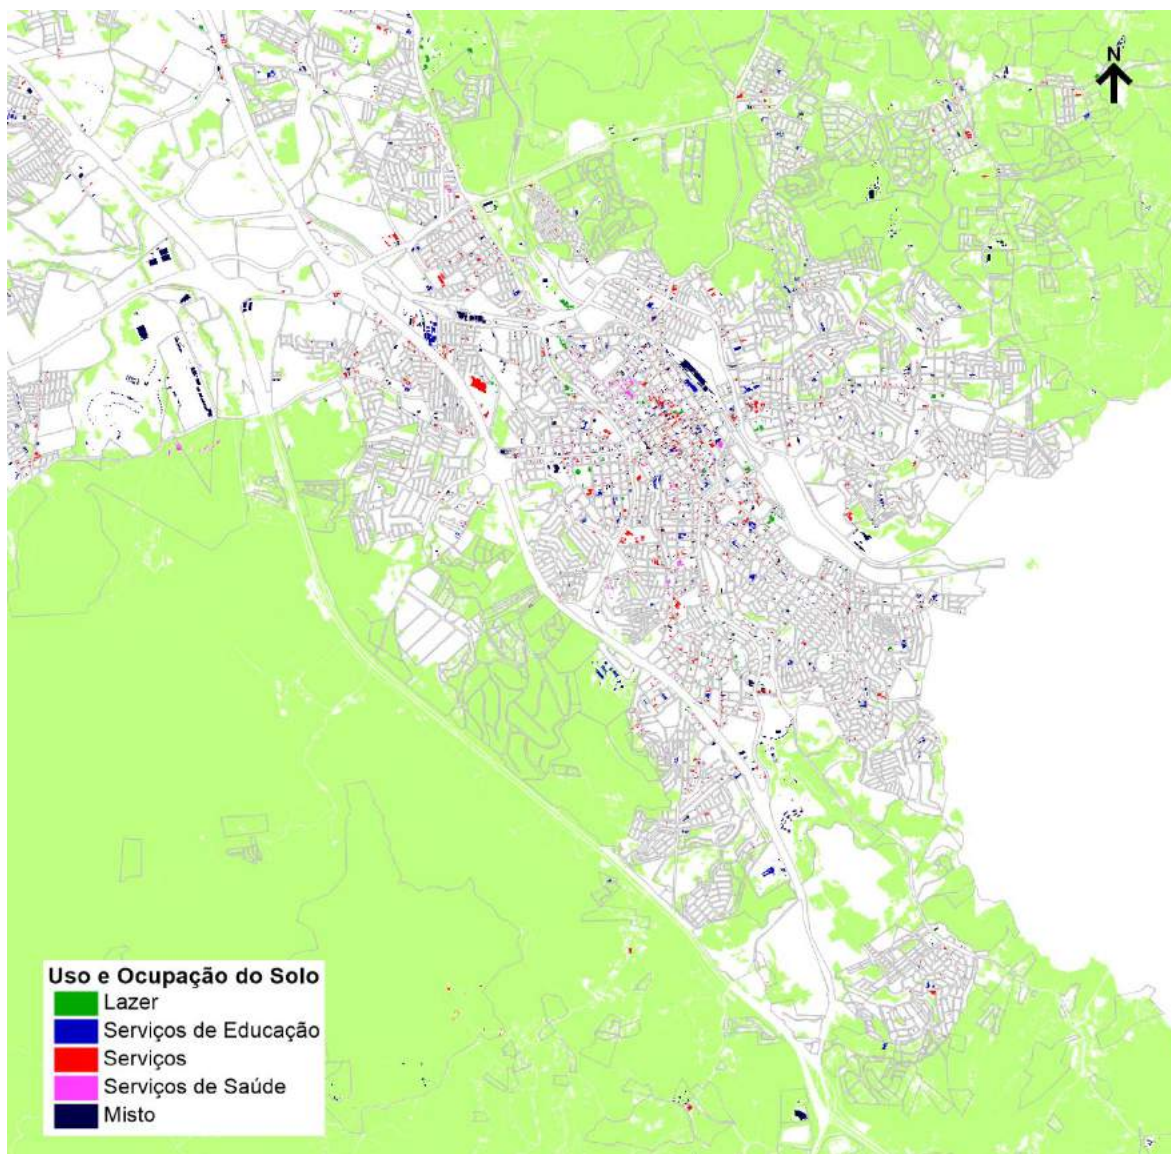 N
Uso e Ocupação do Solo
Lazer
Serviços de Educação
Serviços
Serviços de Saúde
Misto